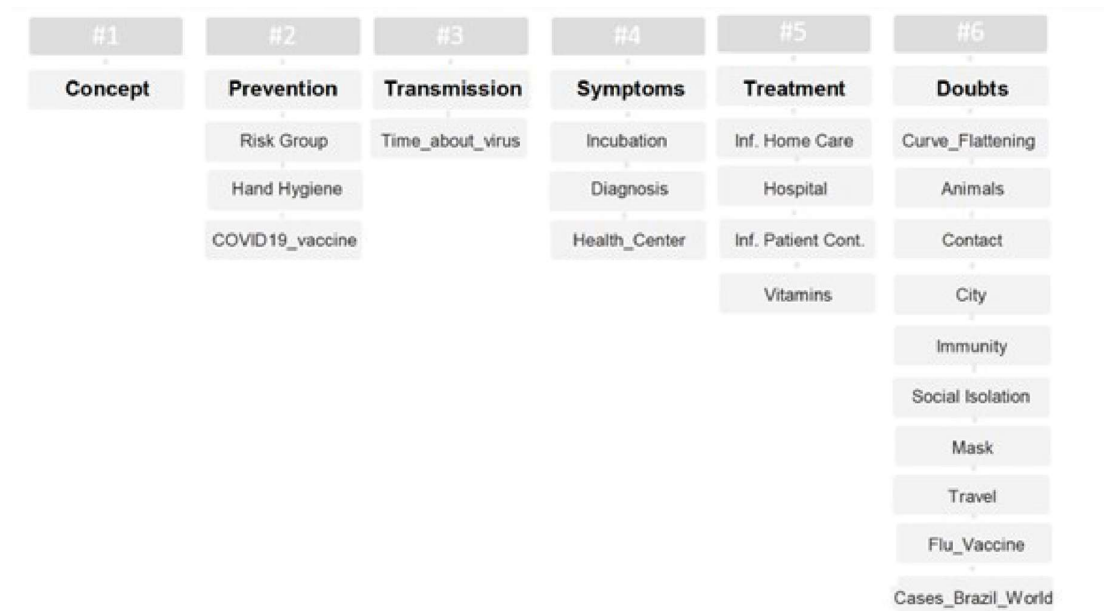 #1
Concept
#2
Prevention
Risk Group
Hand Hygiene
COVID19_vaccine
#3
Transmission
Time_about_virus
#4
Symptoms
Incubation
Diagnosis
Health_Center
#5
Treatment
Inf. Home Care
Hospital
Inf. Patient Cont.
Vitamins
#6
Doubts
Curve_Flattening
Animals
Contact
City
Immunity
Social Isolation
Mask
Travel
Flu_Vaccine
Cases_Brazil_World